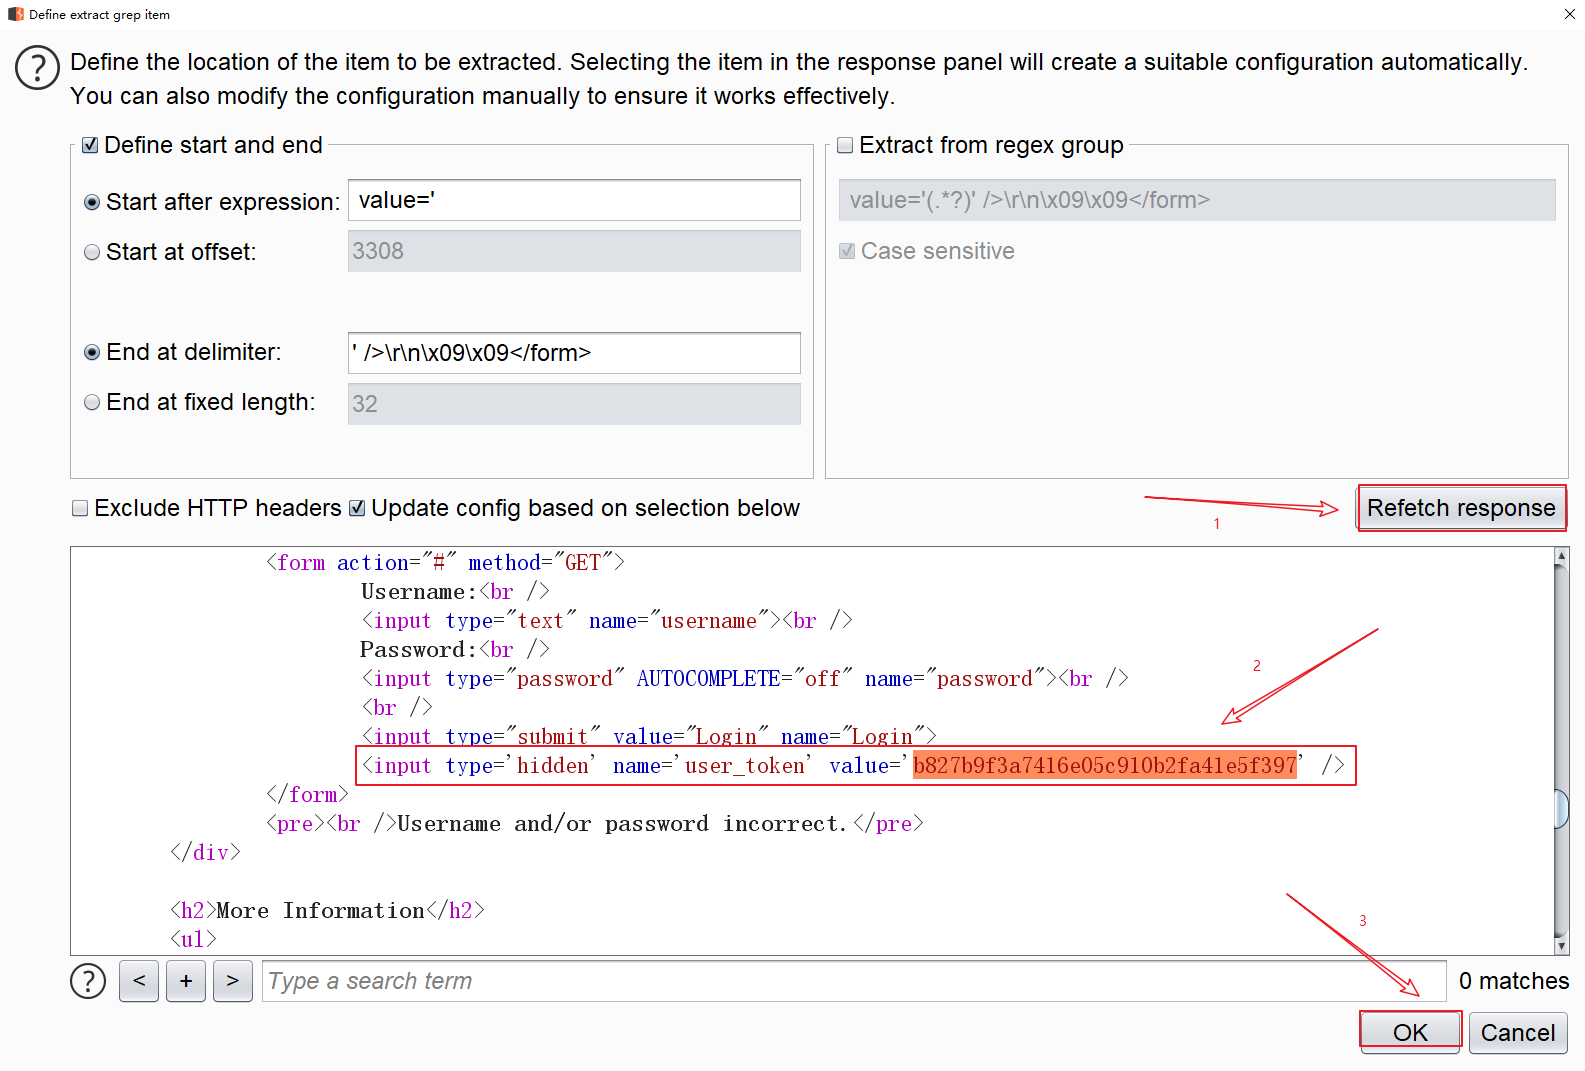 Define extract grep item
Define the location of the item to be extracted. Selecting the item in the response panel will create a suitable configuration automatically.
You can also modify the configuration manually to ensure it works effectively.
Define start and end
Start after expression: value='
Start at offset: 3308
End at delimiter: ' />\r\n\x09\x09</form>
End at fixed length: 32
Extract from regex group
value='(.*?)' />\r\n\x09\x09</form>
Case sensitive
Exclude HTTP headers Update config based on selection below
1
Refetch response
<form action="#" method="GET">
Username:<br />
<input type="text" name="username"><br />
Password:<br />
<input type="password" AUTOCOMPLETE="off" name="password"><br />
<br />
<input type="submit" value="Login" name="Login">
<input type='hidden' name='user_token' value='b827b9f3a7416e05c910b2fa41e5f397' />
</form>
<pre><br />Username and/or password incorrect.</pre>
</div>
<h2>More Information</h2>
<ul>
2
3
? < + > Type a search term 0 matches
OK Cancel